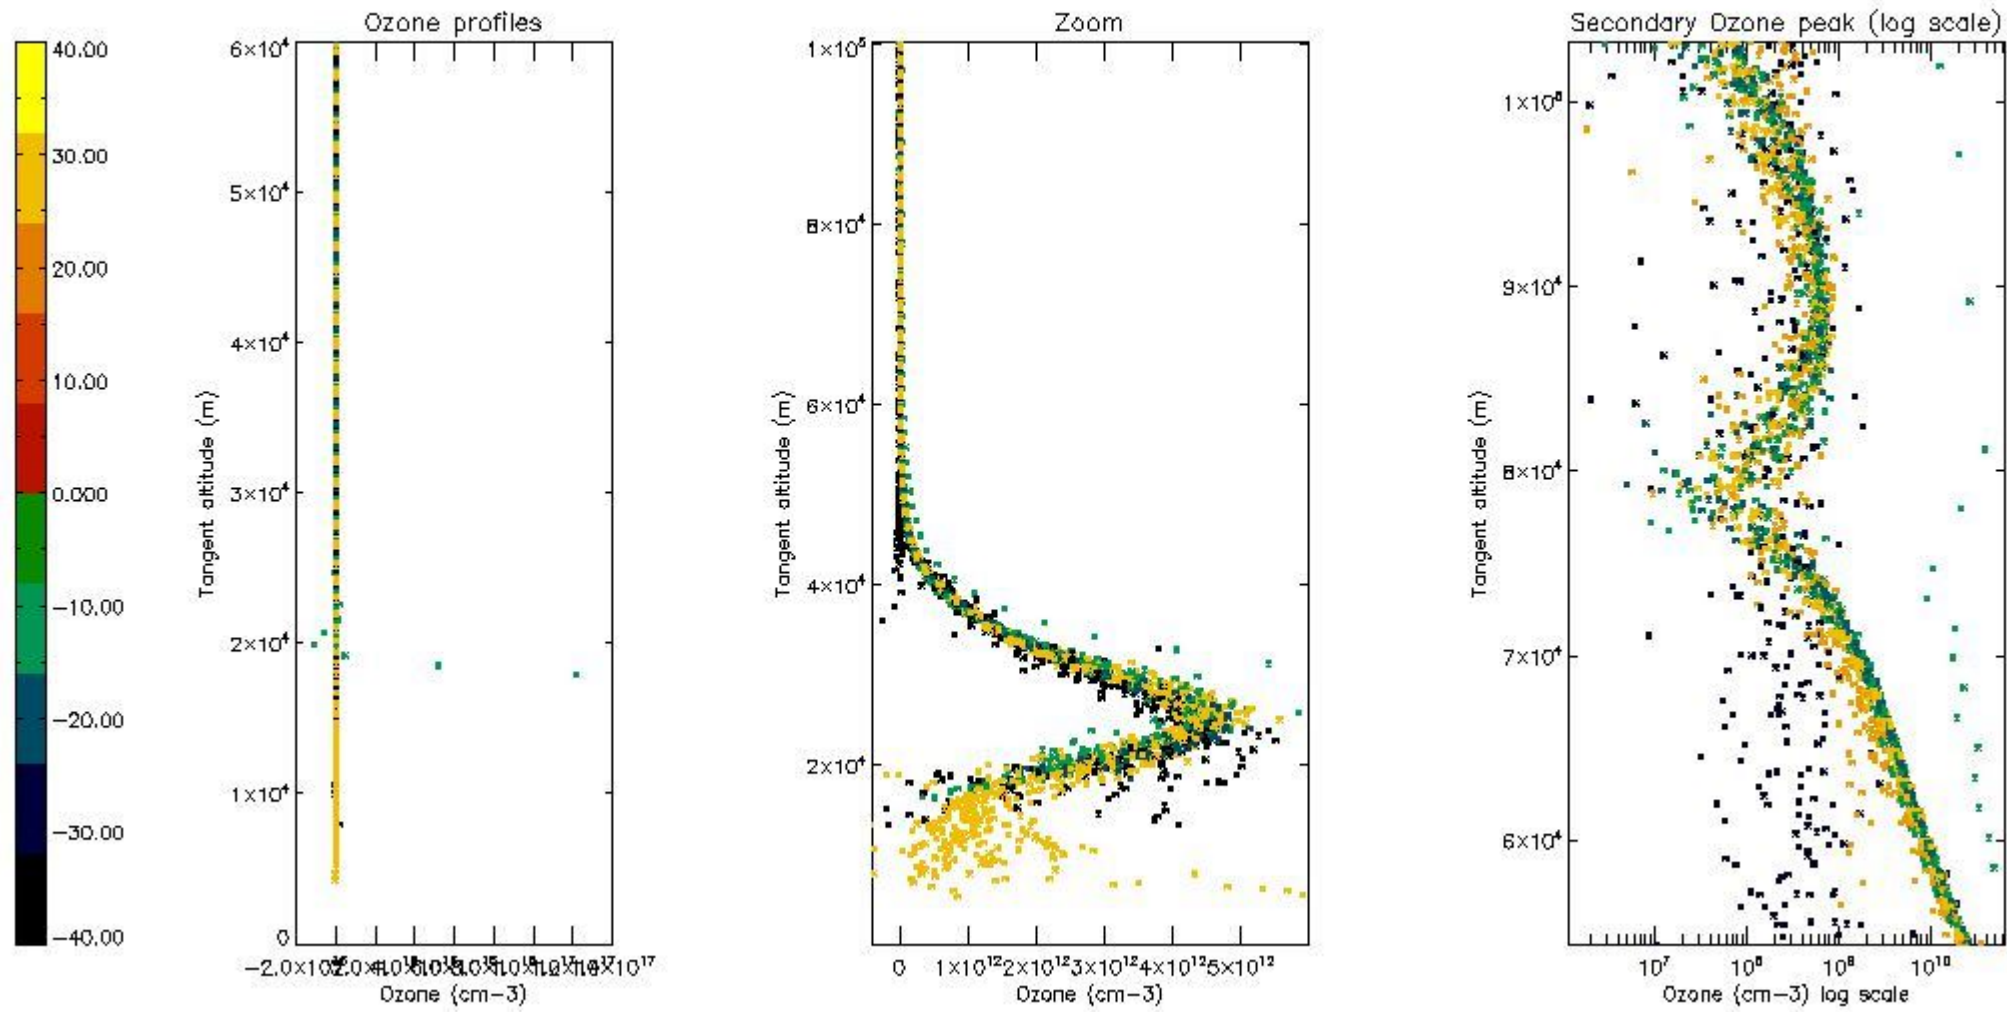 Ozone profiles
Zoom
Secondary Ozone peak (log scale)
40.00
30.00
20.00
10.00
−10.00
−20.00
−30.00
−40.00
6×10⁴
5×10⁴
4×10⁴
3×10⁴
2×10⁴
1×10⁴
0
Tangent altitude (m)
Ozone (cm−3)
1×10⁵
8×10⁴
6×10⁴
4×10⁴
2×10⁴
Tangent altitude (m)
0 1×10¹² 2×10¹² 3×10¹² 4×10¹² 5×10¹²
Ozone (cm−3)
1×10⁵
9×10⁴
8×10⁴
7×10⁴
6×10⁴
Tangent altitude (m)
10⁷ 10⁸ 10⁹ 10¹⁰
Ozone (cm−3) log scale